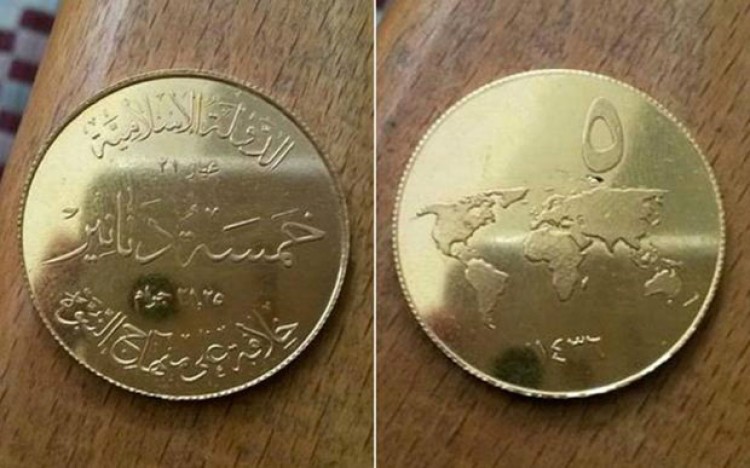 الدولة الإسلامية
عيار ٢١
خمسة دنانير
٢١,٢٥ جرام
خلافة على منهاج النبوة
٥
١٤٣٦